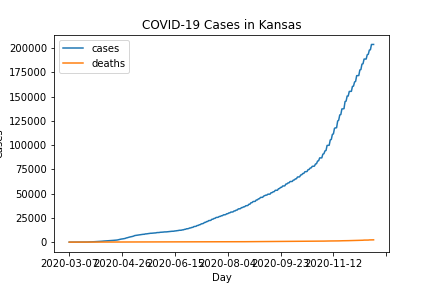 COVID-19 Cases in Kansas
cases
deaths
200000
175000
150000
125000
100000
75000
50000
25000
0
cases
2020-03-07 2020-04-26 2020-06-15 2020-08-04 2020-09-23 2020-11-12
Day